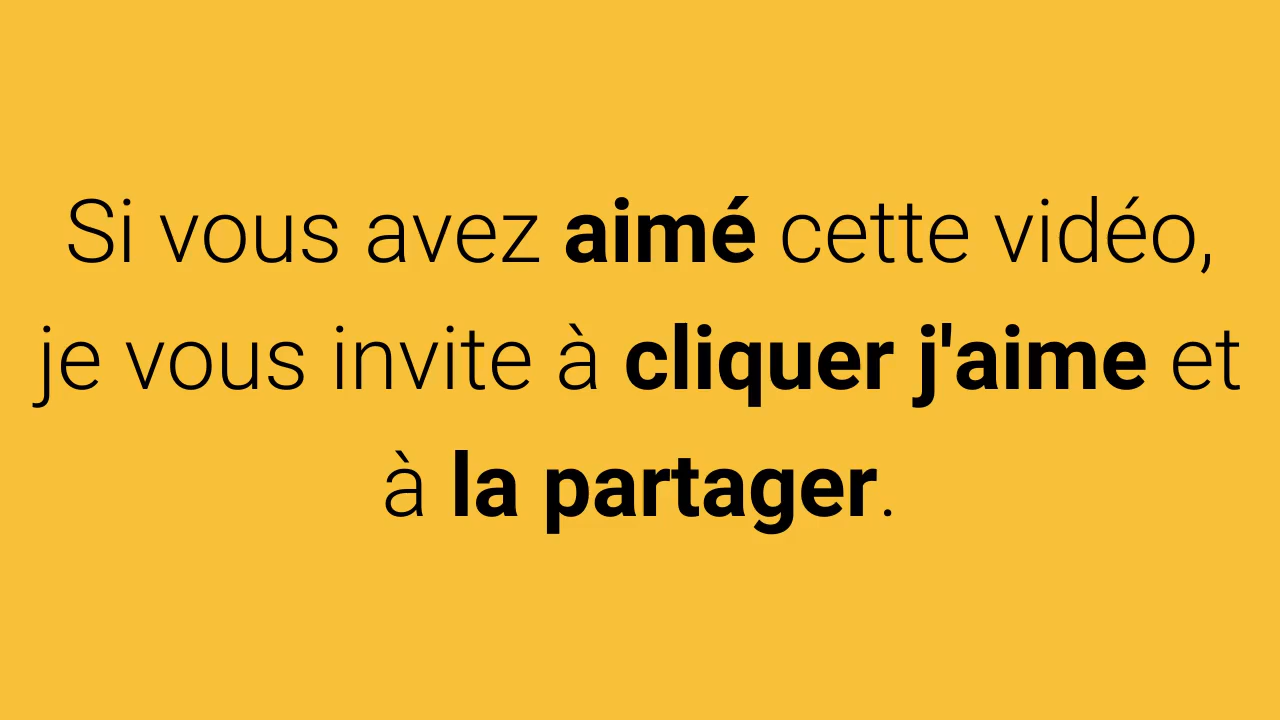 Si vous avez aimé cette vidéo,
je vous invite à cliquer j'aime et
à la partager.